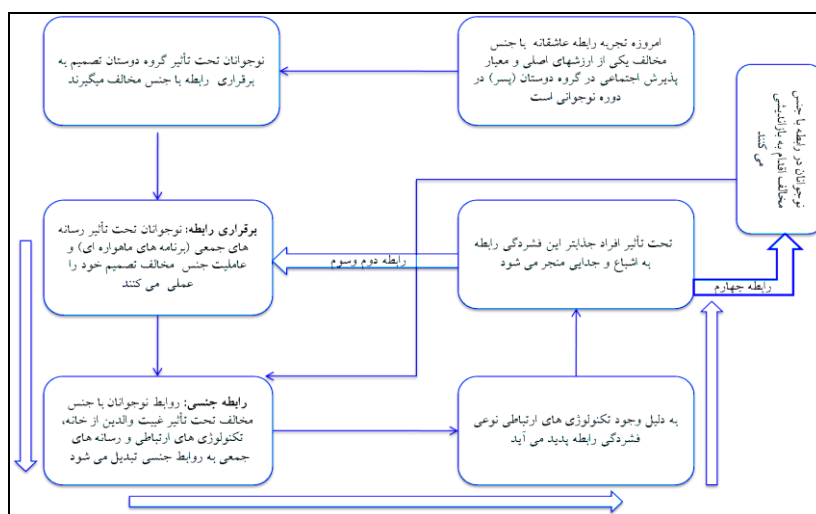 امروزه تجربه رابطه عاشقانه با جنس
مخالف یکی از ارزشهای اصلی و معیار
پذیرش اجتماعی در گروه دوستان (پسر) در
دوره نوجوانی است
نوجوانان تحت تأثیر گروه دوستان تصمیم به
برقراری رابطه با جنس مخالف میگیرند
نوجوانان در رابطه با جنس
مخالف اقدام به بازاندیشی
می کنند
برقراری رابطه: نوجوانان تحت تأثیر رسانه
های جمعی (برنامه های ماهواره ای) و
عاملیت جنس مخالف تصمیم خود را
عملی می کنند
رابطه دوم وسوم
تحت تأثیر افراد جذابتر این فشردگی رابطه
به اشباع و جدایی منجر می شود
رابطه چهارم
رابطه جنسی: روابط نوجوانان با جنس
مخالف تحت تأثیر غیبت والدین از خانه،
تکنولوژی های ارتباطی و رسانه های
جمعی به روابط جنسی تبدیل می شود
به دلیل وجود تکنولوژی های ارتباطی نوعی
فشردگی رابطه پدید می آید